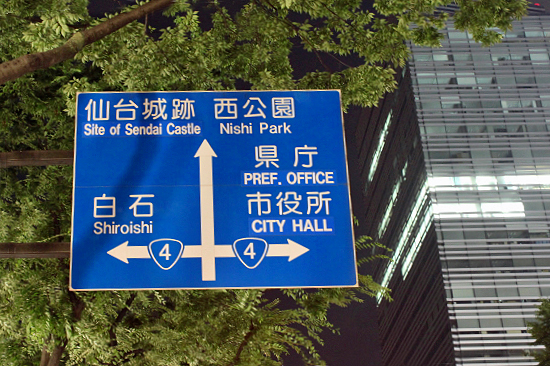 仙台城跡 西公園
Site of Sendai Castle Nishi Park
県庁
PREF. OFFICE
白石 市役所
Shiroishi CITY HALL
4 4